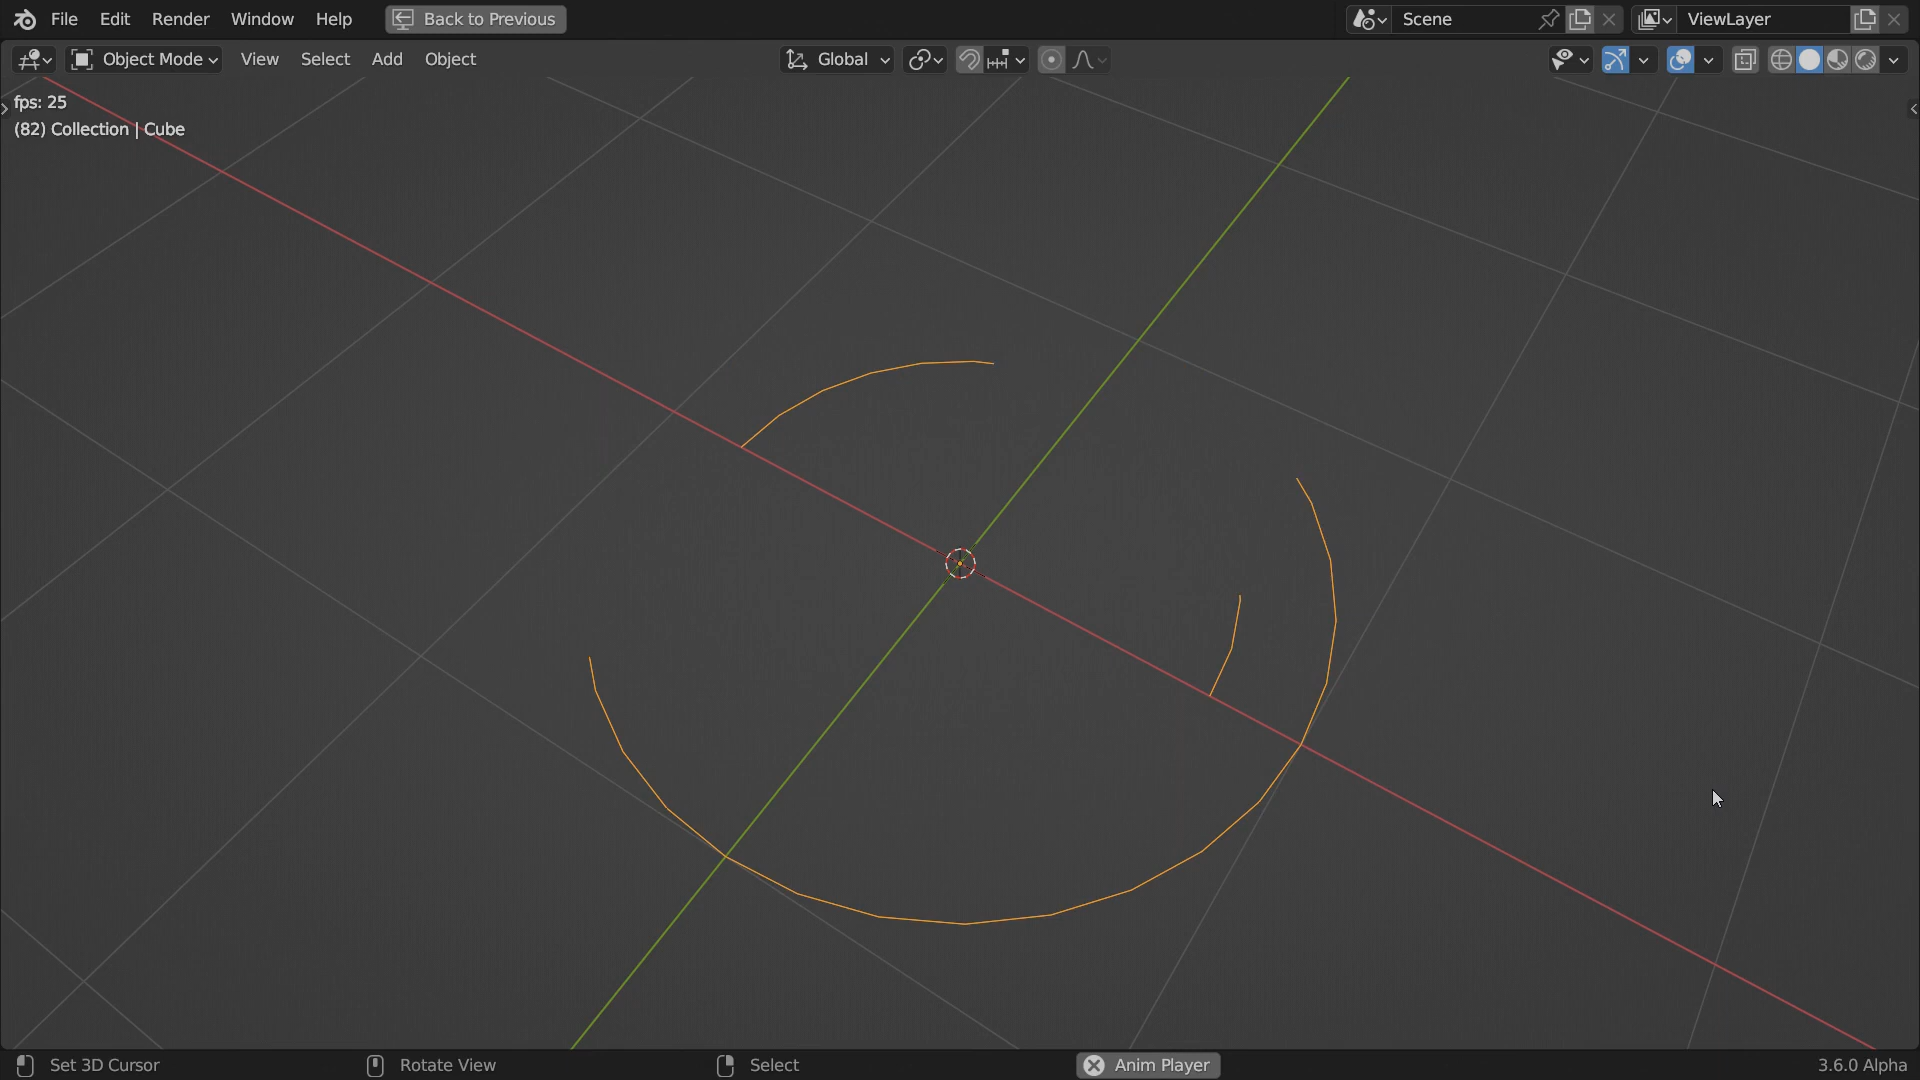 File Edit Render Window Help Back to Previous Scene ViewLayer
Object Mode View Select Add Object Global
fps: 25
(82) Collection | Cube
Set 3D Cursor Rotate View Select Anim Player 3.6.0 Alpha